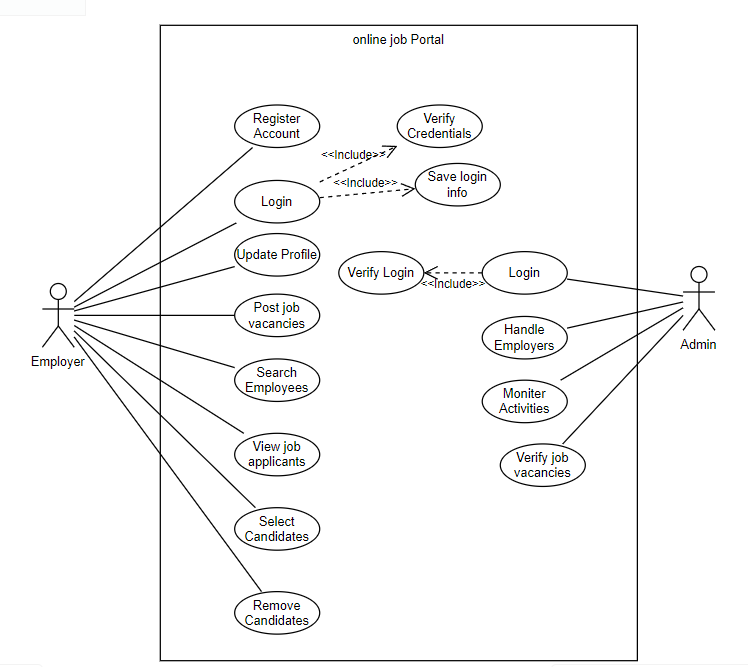 online job Portal
Register
Account
Verify
Credentials
<<Include>>
Save login
info
<<Include>>
Login
Update Profile
Verify Login
<<Include>>
Login
Post job
vacancies
Handle
Employers
Employer
Admin
Search
Employees
Moniter
Activities
View job
applicants
Verify job
vacancies
Select
Candidates
Remove
Candidates